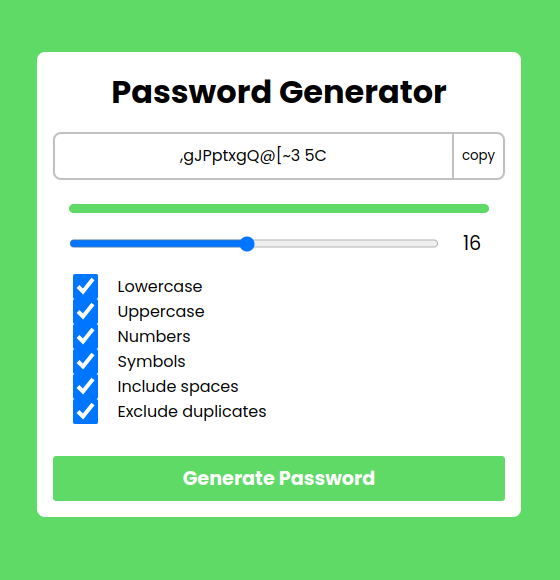 Password Generator
,gJPptxgQ@[~3 5C
copy
16
Lowercase
Uppercase
Numbers
Symbols
Include spaces
Exclude duplicates
Generate Password